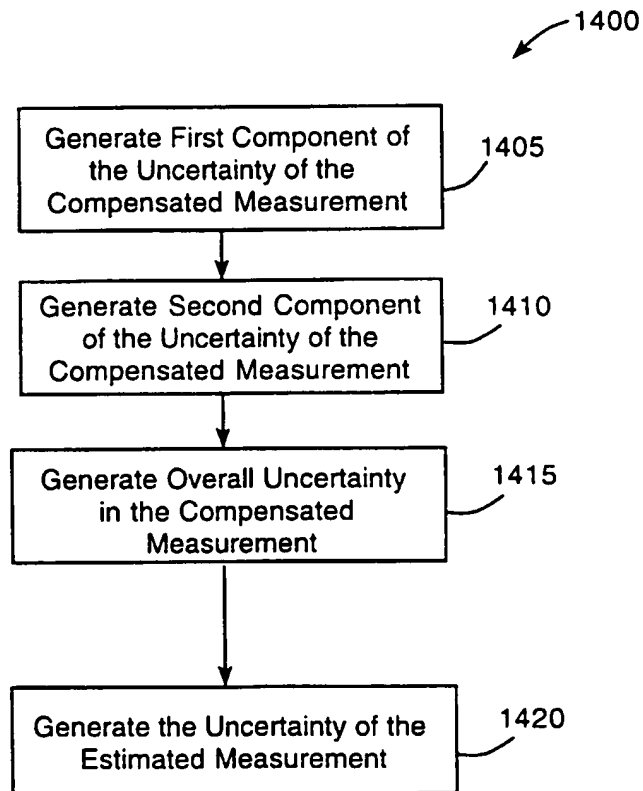 1400
Generate First Component of
the Uncertainty of the
Compensated Measurement
1405
Generate Second Component
of the Uncertainty of the
Compensated Measurement
1410
Generate Overall Uncertainty
in the Compensated
Measurement
1415
Generate the Uncertainty of the
Estimated Measurement
1420